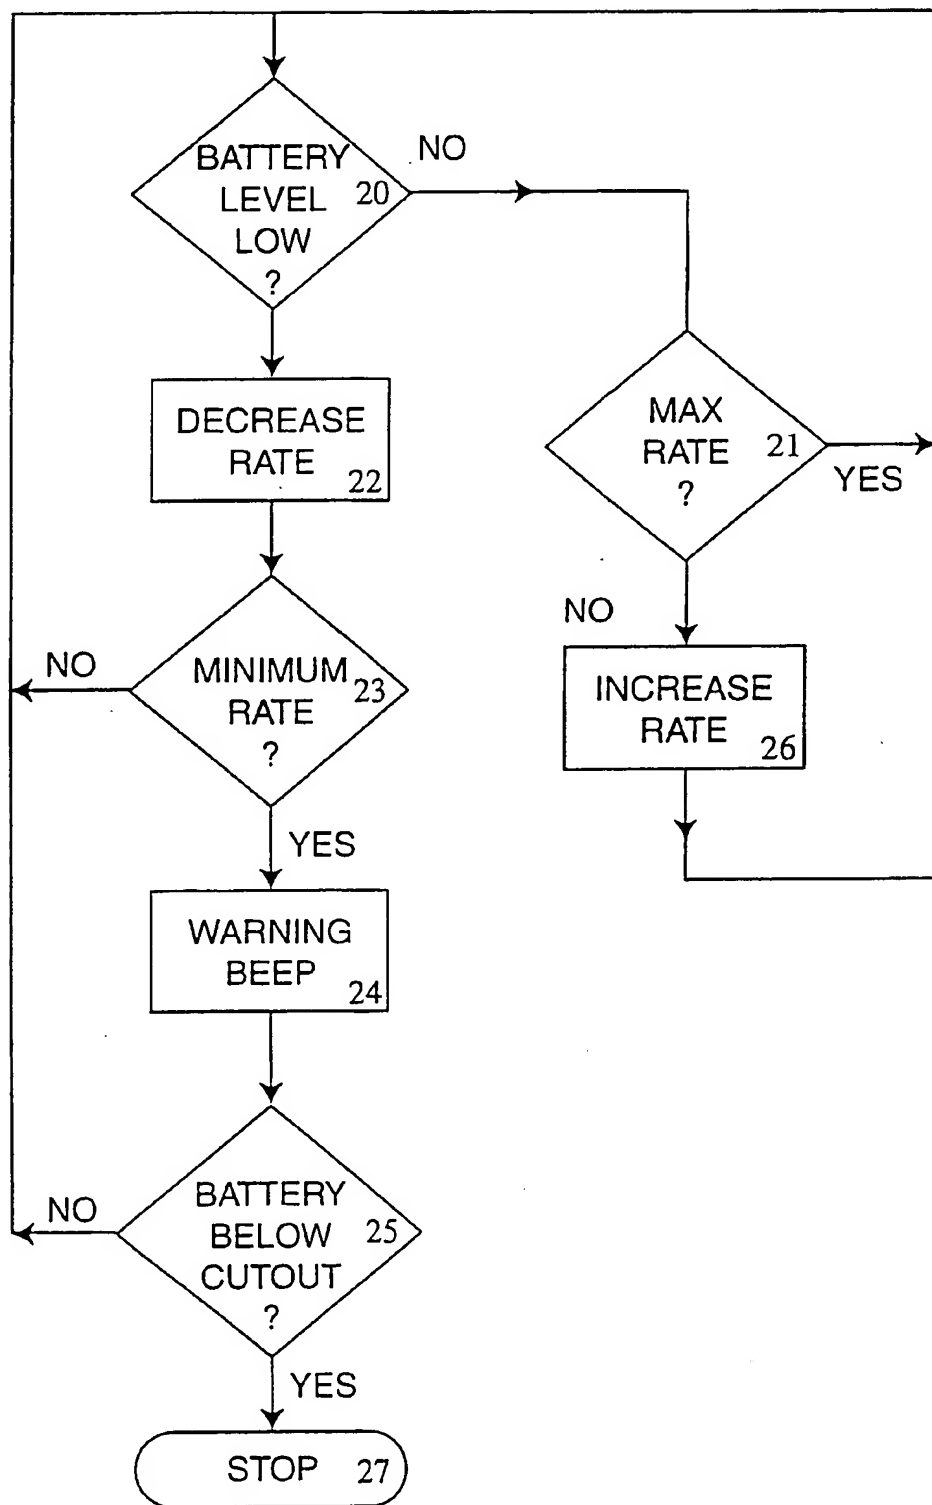 BATTERY
LEVEL
LOW
?
20
NO
DECREASE
RATE
22
MAX
RATE
?
21
YES
NO
MINIMUM
RATE
?
23
NO
INCREASE
RATE
26
YES
WARNING
BEEP
24
BATTERY
BELOW
CUTOUT
?
25
NO
YES
STOP 27